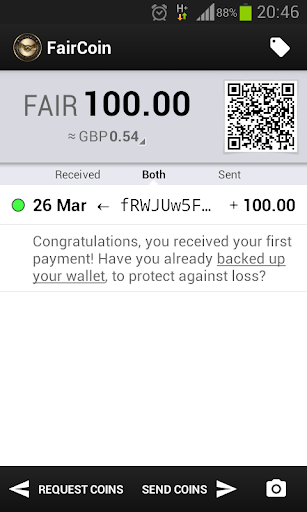 88% 20:46
FairCoin
FAIR 100.00
≈ GBP 0.54
Received Both Sent
26 Mar ← fRWJUw5F... + 100.00
Congratulations, you received your first
payment! Have you already backed up
your wallet, to protect against loss?
REQUEST COINS SEND COINS